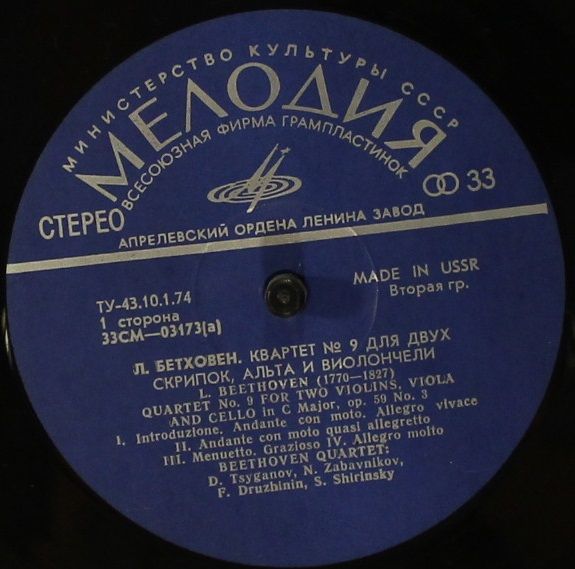 МИНИСТЕРСТВО КУЛЬТУРЫ СССР
МЕЛОДИЯ
ВСЕСОЮЗНАЯ ФИРМА ГРАМПЛАСТИНОК
СТЕРЕО
33
АПРЕЛЕВСКИЙ ОРДЕНА ЛЕНИНА ЗАВОД
ТУ-43.10.1.74
1 сторона
33СМ—03173(а)
MADE IN USSR
Вторая гр.
Л. БЕТХОВЕН. КВАРТЕТ № 9 ДЛЯ ДВУХ
СКРИПОК, АЛЬТА И ВИОЛОНЧЕЛИ
L. BEETHOVEN (1770—1827)
QUARTET No. 9 FOR TWO VIOLINS, VIOLA
AND CELLO in C Major, op. 59 No. 3
I. Introduzione. Andante con moto. Allegro vivace
II. Andante con moto quasi allegretto
III. Menuetto. Grazioso IV. Allegro molto
BEETHOVEN QUARTET:
D. Tsyganov, N. Zabavnikov,
F. Druzhinin, S. Shirinsky